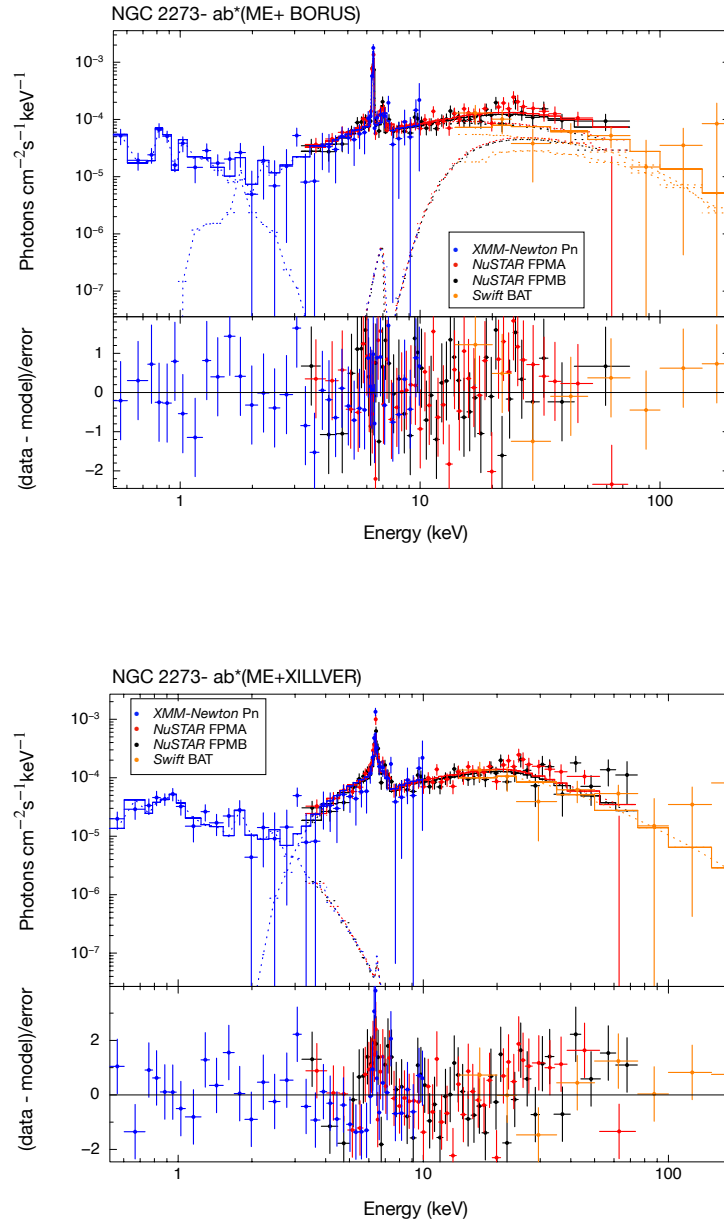 NGC 2273- ab*(ME+ BORUS)
10⁻³
10⁻⁴
10⁻⁵
10⁻⁶
10⁻⁷
Photons cm⁻²s⁻¹keV⁻¹
XMM-Newton Pn
NuSTAR FPMA
NuSTAR FPMB
Swift BAT
1
0
−1
−2
(data - model)/error
1 10 100
Energy (keV)
NGC 2273- ab*(ME+XILLVER)
XMM-Newton Pn
NuSTAR FPMA
NuSTAR FPMB
Swift BAT
10⁻³
10⁻⁴
10⁻⁵
10⁻⁶
10⁻⁷
Photons cm⁻²s⁻¹keV⁻¹
2
0
−2
(data - model)/error
1 10 100
Energy (keV)